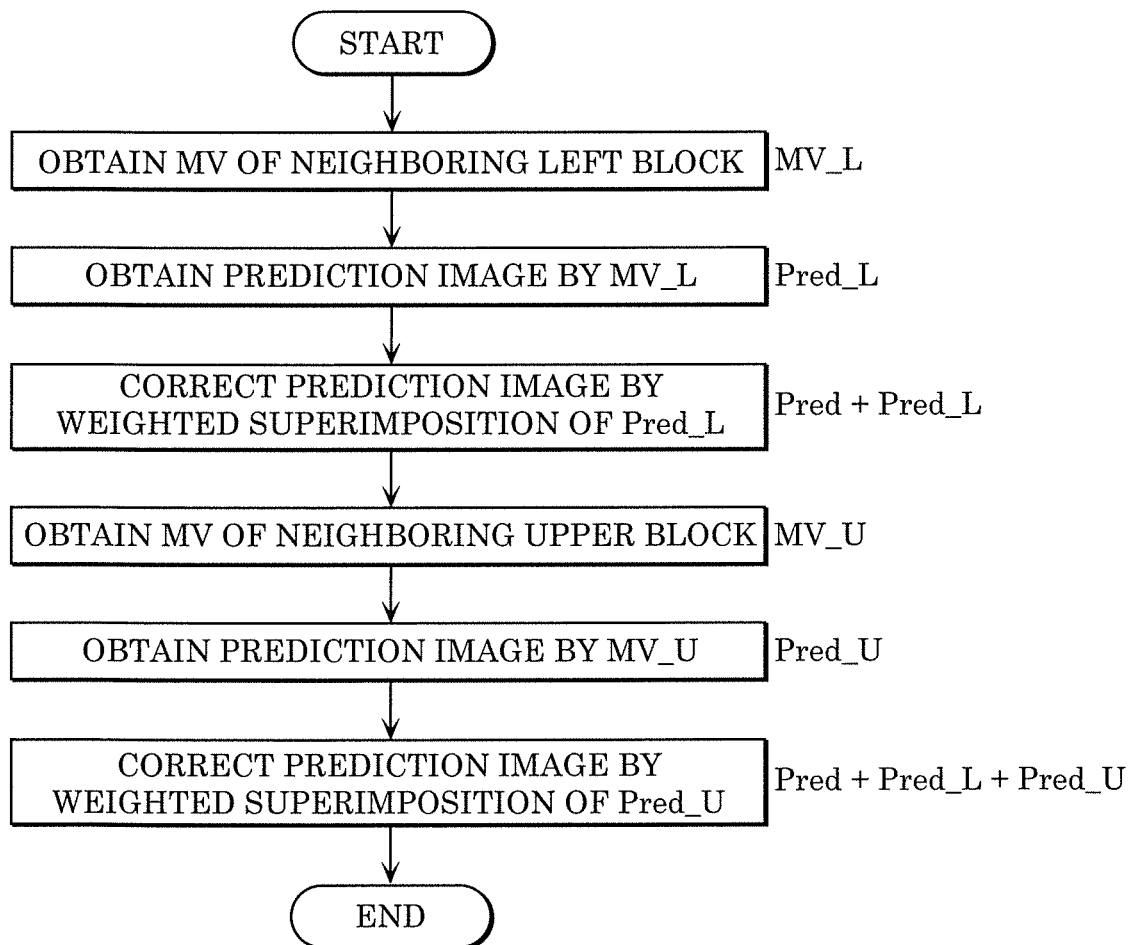 START
OBTAIN MV OF NEIGHBORING LEFT BLOCK MV_L
OBTAIN PREDICTION IMAGE BY MV_L Pred_L
CORRECT PREDICTION IMAGE BY
WEIGHTED SUPERIMPOSITION OF Pred_L
Pred + Pred_L
OBTAIN MV OF NEIGHBORING UPPER BLOCK MV_U
OBTAIN PREDICTION IMAGE BY MV_U Pred_U
CORRECT PREDICTION IMAGE BY
WEIGHTED SUPERIMPOSITION OF Pred_U
Pred + Pred_L + Pred_U
END